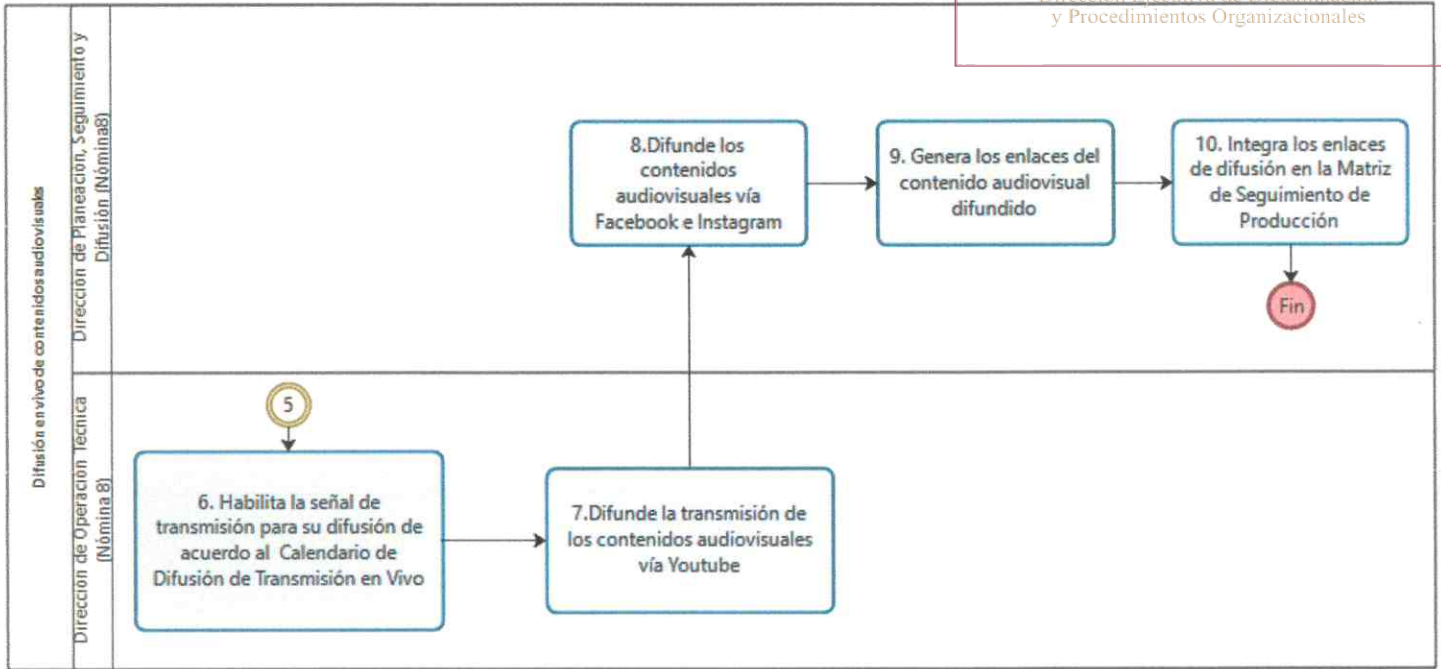 y Procedimientos Organizacionales
Difusión en vivo de contenidos audiovisuales
Dirección de Planeación, Seguimiento y
Difusión (Nómina8)
8.Difunde los
contenidos
audiovisuales vía
Facebook e Instagram
9. Genera los enlaces del
contenido audiovisual
difundido
10. Integra los enlaces
de difusión en la Matriz
de Seguimiento de
Producción
Fin
Dirección de Operación Técnica
(Nómina 8)
5
6. Habilita la señal de
transmisión para su difusión de
acuerdo al Calendario de
Difusión de Transmisión en Vivo
7.Difunde la transmisión de
los contenidos audiovisuales
vía Youtube